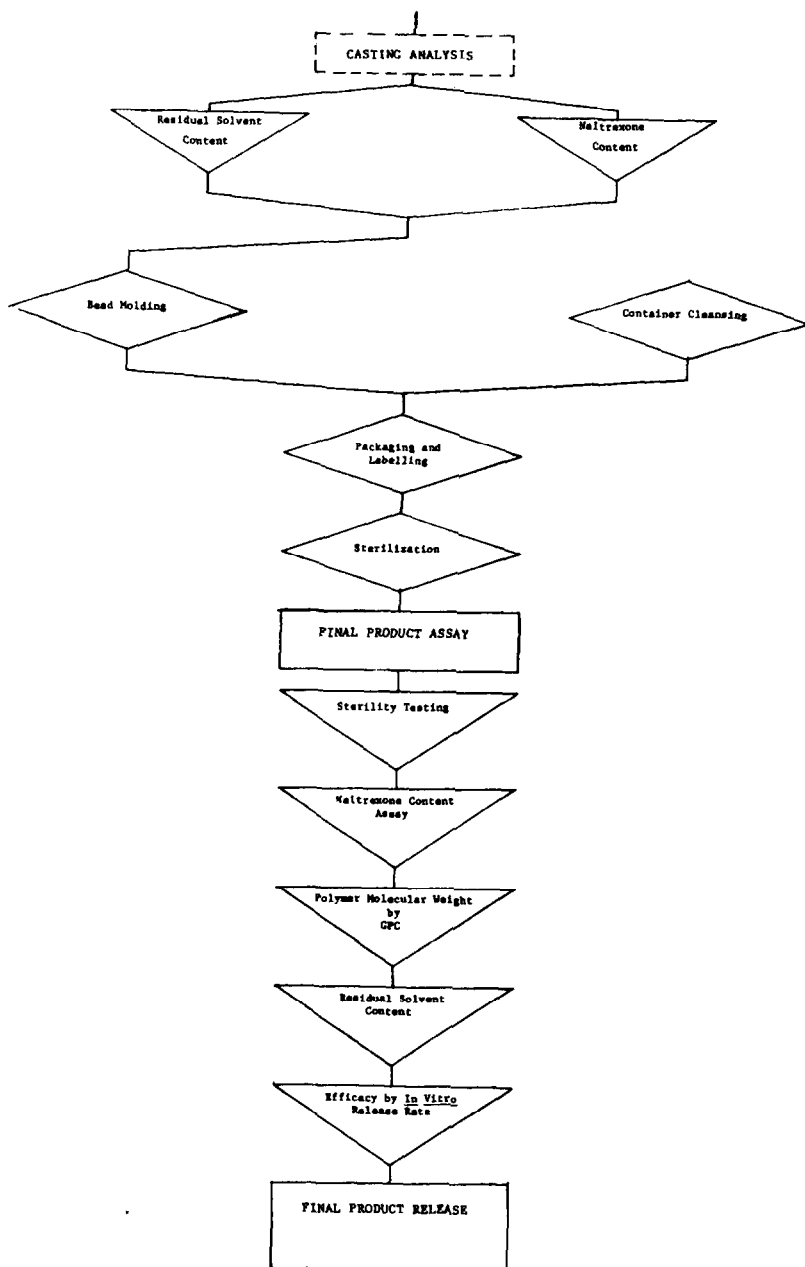 CASTING ANALYSIS
Residual Solvent
Content
Naltrexone
Content
Bead Molding
Container Cleansing
Packaging and
Labelling
Sterilization
FINAL PRODUCT ASSAY
Sterility Testing
Naltrexone Content
Assay
Polymer Molecular Weight
by
GPC
Residual Solvent
Content
Efficacy by In Vitro
Release Rate
FINAL PRODUCT RELEASE